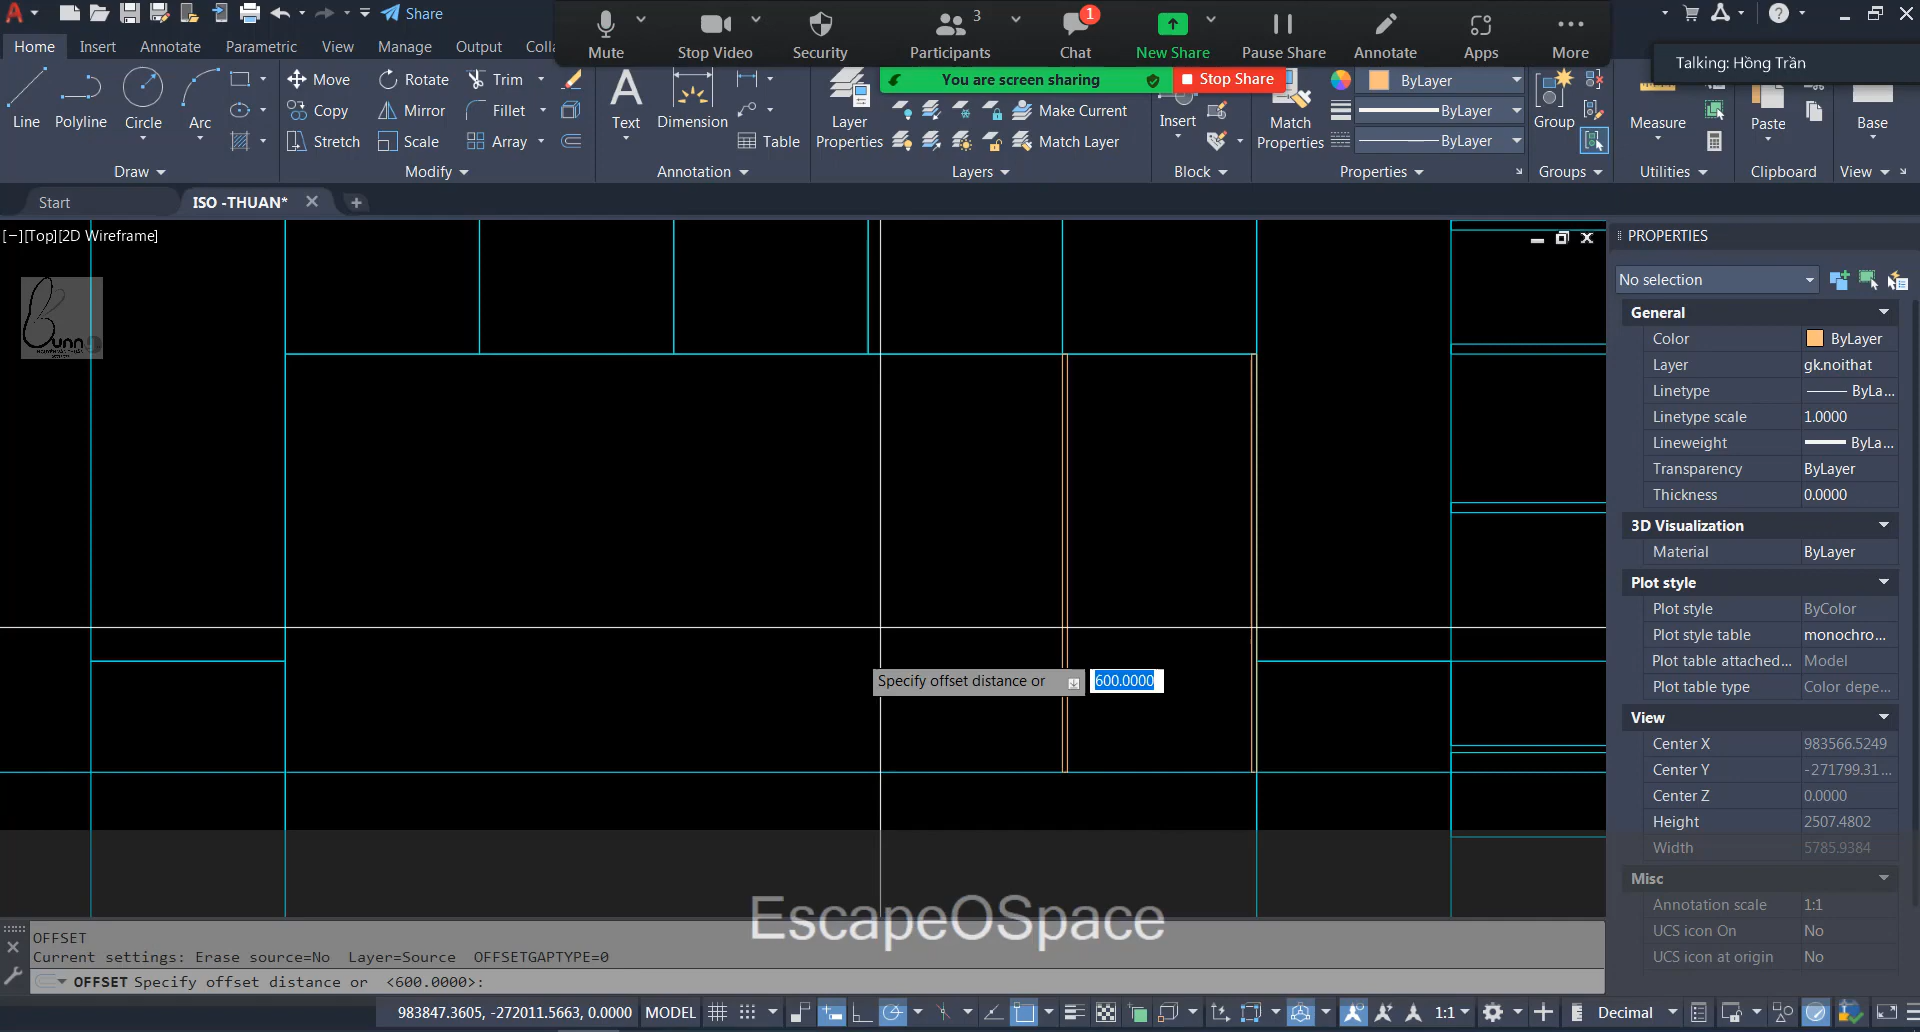 Share
Mute
Stop Video
Security
Participants
3
Chat
1
New Share
Pause Share
Annotate
Apps
More
Talking: Hồng Trần
You are screen sharing
Stop Share
Home
Insert
Annotate
Parametric
View
Manage
Output
Colla
Line
Polyline
Circle
Arc
Draw
Move
Rotate
Trim
Copy
Mirror
Fillet
Stretch
Scale
Array
Modify
Text
Dimension
Table
Annotation
Layer
Properties
Make Current
Match Layer
Layers
Insert
Block
Match
Properties
ByLayer
ByLayer
ByLayer
Properties
Group
Groups
Measure
Utilities
Paste
Clipboard
Base
View
Start
ISO -THUAN*
[−][Top][2D Wireframe]
Specify offset distance or
600.0000
EscapeOSpace
OFFSET
Current settings: Erase source=No  Layer=Source  OFFSETGAPTYPE=0
OFFSET Specify offset distance or  <600.0000>:
983847.3605, -272011.5663, 0.0000
MODEL
1:1
Decimal
PROPERTIES
No selection
General
Color ByLayer
Layer gk.noithat
Linetype ByLa...
Linetype scale 1.0000
Lineweight ByLa...
Transparency ByLayer
Thickness 0.0000
3D Visualization
Material ByLayer
Plot style
Plot style ByColor
Plot style table monochro...
Plot table attached... Model
Plot table type Color depe...
View
Center X 983566.5249
Center Y -271799.31...
Center Z 0.0000
Height 2507.4802
Width 5785.9384
Misc
Annotation scale 1:1
UCS icon On No
UCS icon at origin No